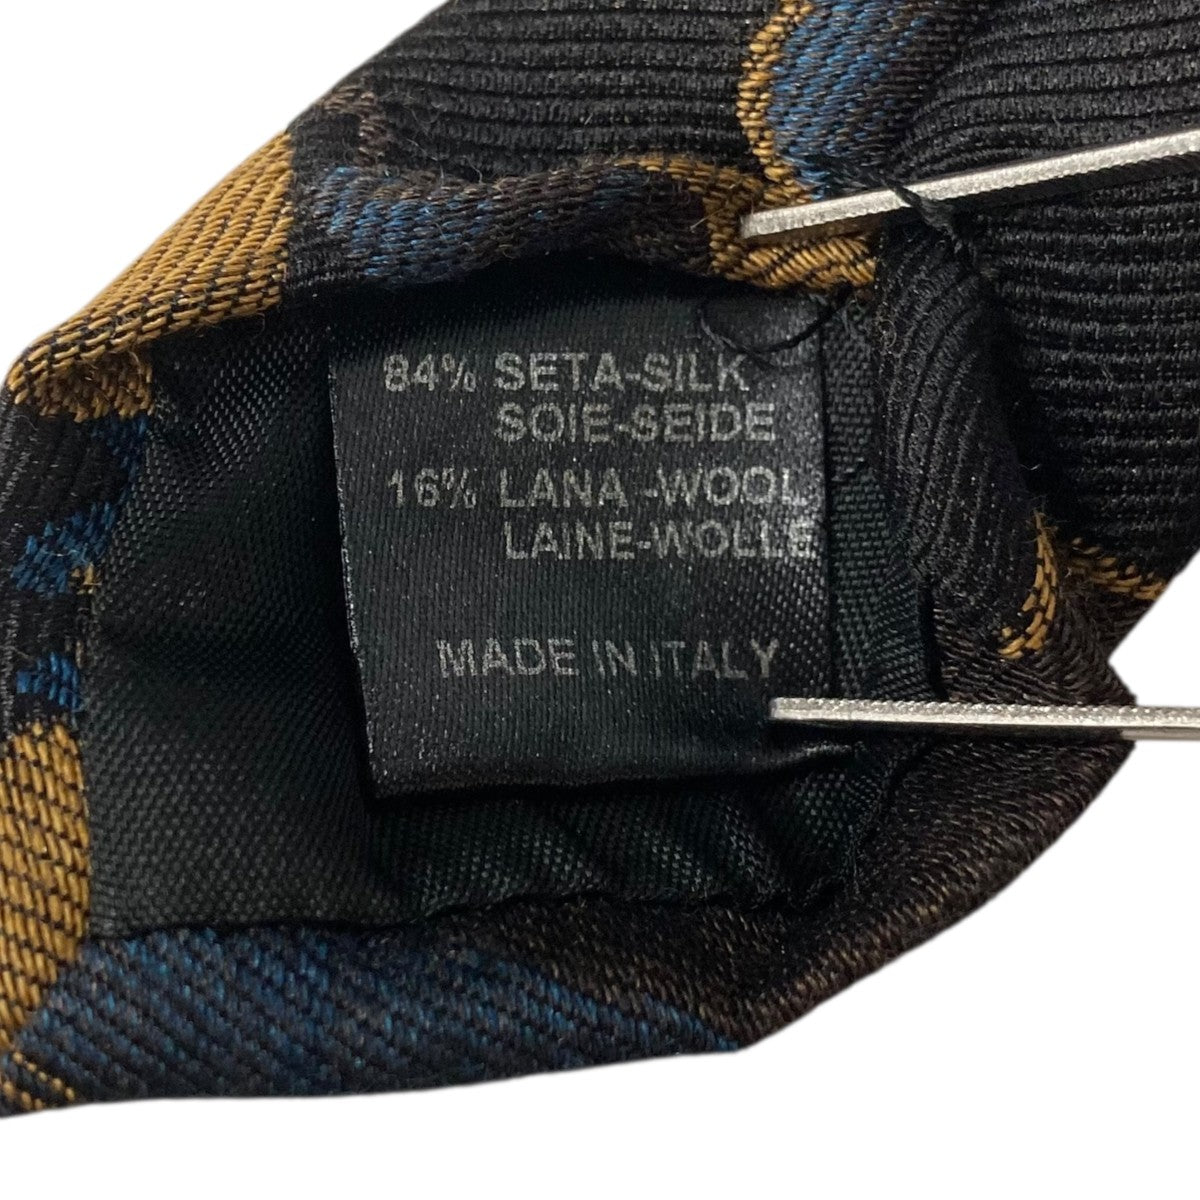 84% SETA-SILK
SOIE-SEIDE
16% LANA -WOOL
LAINE-WOLLE
MADE IN ITALY